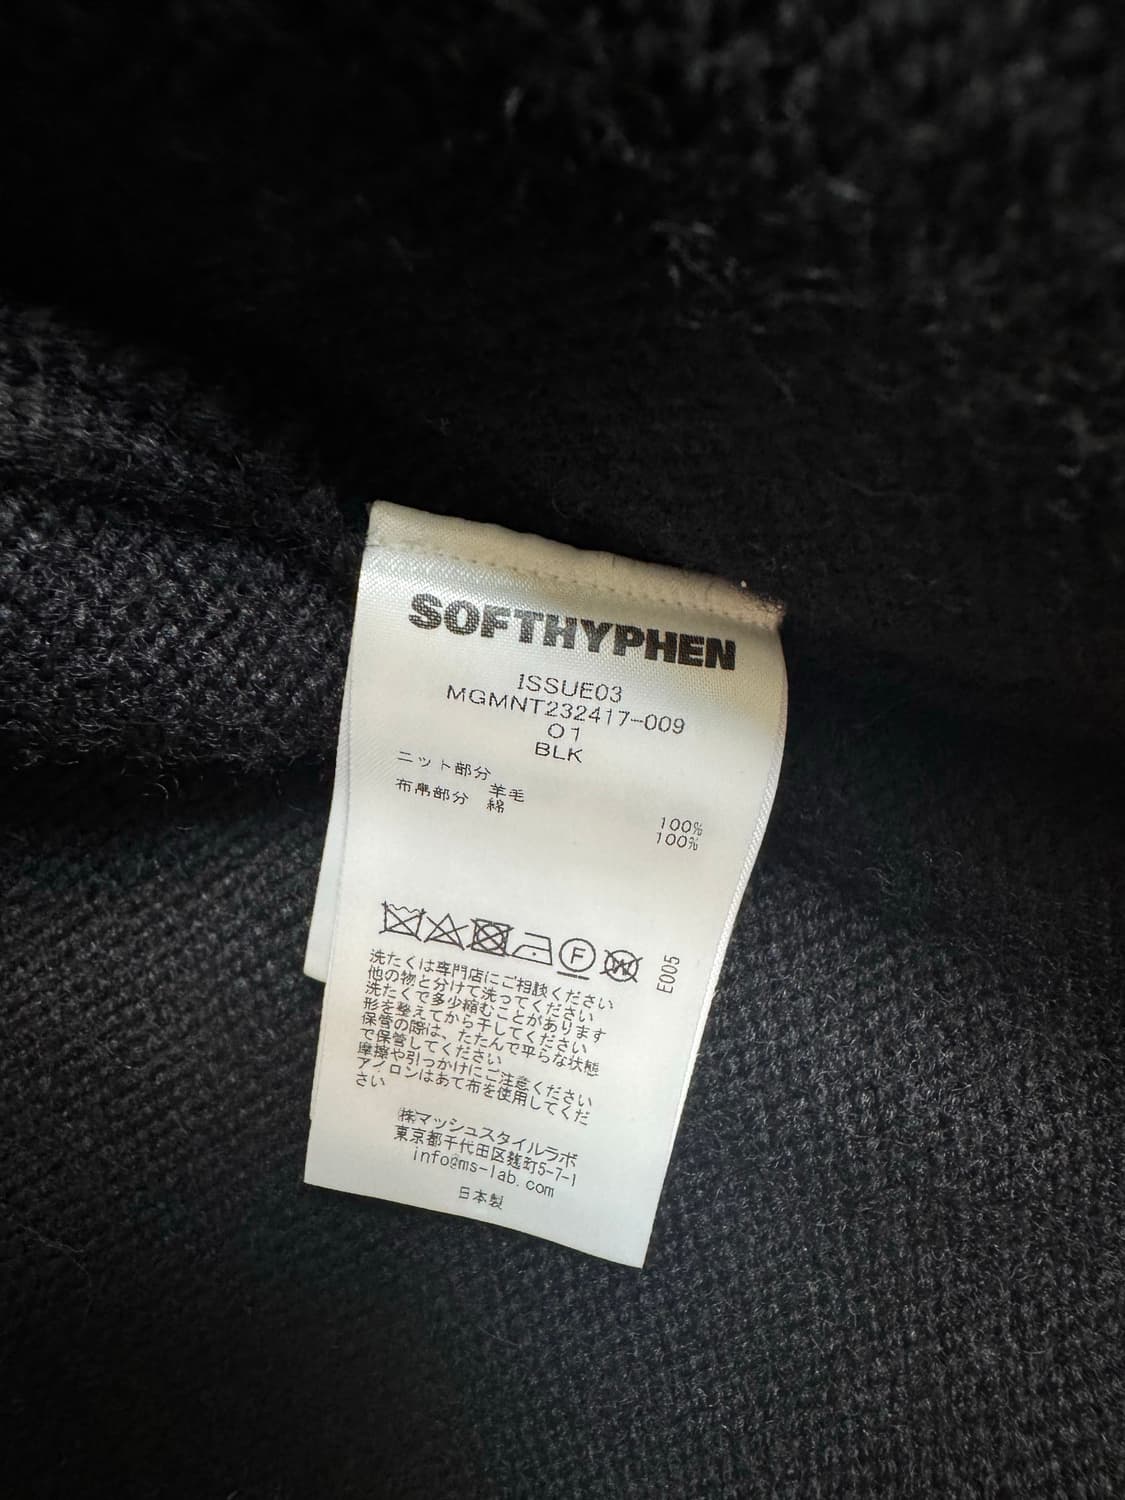 SOFTHYPHEN
ISSUE03
MGMNT232417-009
01
BLK
ニット部分
羊毛 100%
布帛部分 綿 100%
F
W
E005
洗たくは専門店にご相談ください
他の物と分けて洗ってください
洗たくで多少縮むことがあります
形を整えてから干してください
保管の際は、たたんで平らな状態
で保管してください
摩擦や引っかけにご注意ください
アイロンはあて布を使用してくだ
さい
㈱マッシュスタイルラボ
東京都千代田区麹町5-7-1
info@ms-lab.com
日本製